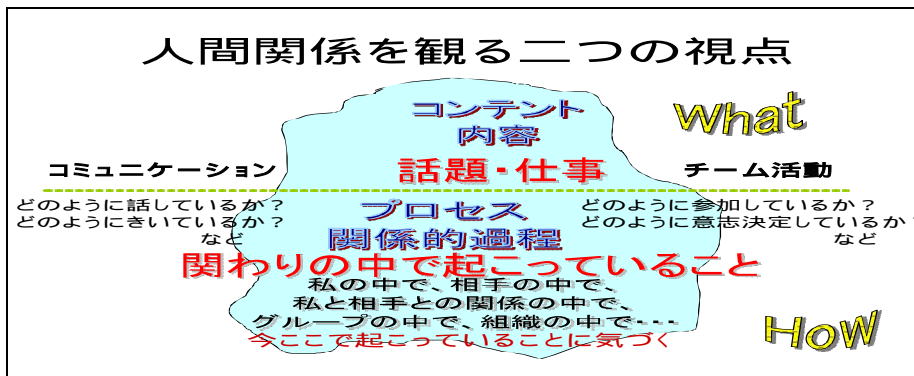 人間関係を観る二つの視点
コンテント
What
内容
コミュニケーション
話題・仕事
チーム活動
どのように話しているか？
どのようにきいているか？
など
プロセス
関係的過程
どのように参加しているか？
どのように意志決定しているか？
など
関わりの中で起こっていること
私の中で、相手の中で、
私と相手との関係の中で、
グループの中で、組織の中で・・・
今ここで起こっていることに気づく
How